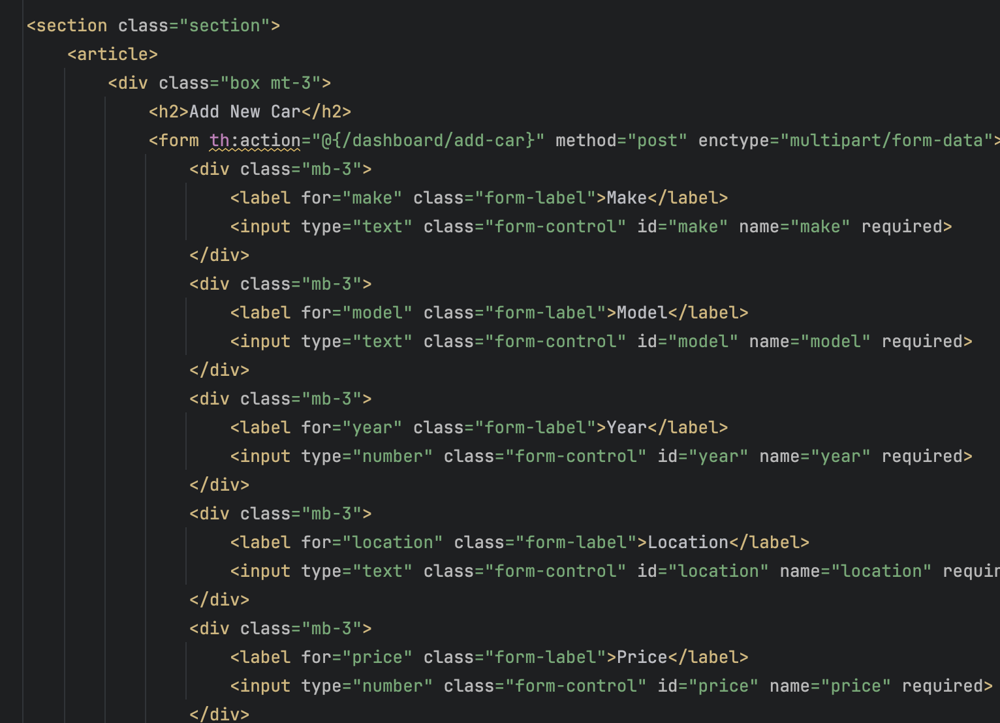 <section class="section">
<article>
<div class="box mt-3">
<h2>Add New Car</h2>
<form th:action="@{/dashboard/add-car}" method="post" enctype="multipart/form-data">
<div class="mb-3">
<label for="make" class="form-label">Make</label>
<input type="text" class="form-control" id="make" name="make" required>
</div>
<div class="mb-3">
<label for="model" class="form-label">Model</label>
<input type="text" class="form-control" id="model" name="model" required>
</div>
<div class="mb-3">
<label for="year" class="form-label">Year</label>
<input type="number" class="form-control" id="year" name="year" required>
</div>
<div class="mb-3">
<label for="location" class="form-label">Location</label>
<input type="text" class="form-control" id="location" name="location" requir
</div>
<div class="mb-3">
<label for="price" class="form-label">Price</label>
<input type="number" class="form-control" id="price" name="price" required>
</div>